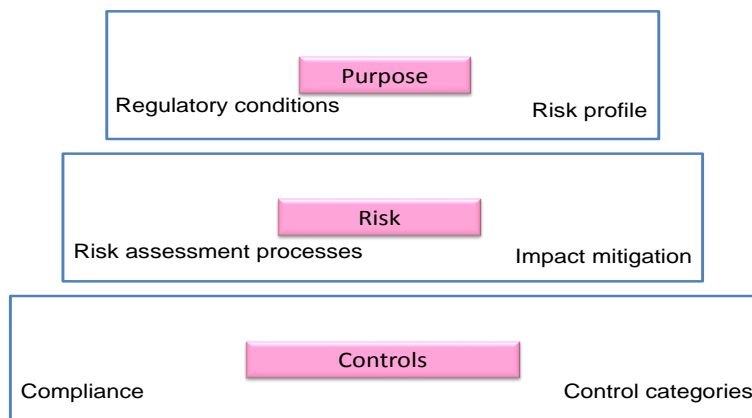 Purpose
Regulatory conditions
Risk profile
Risk
Risk assessment processes
Impact mitigation
Controls
Compliance
Control categories